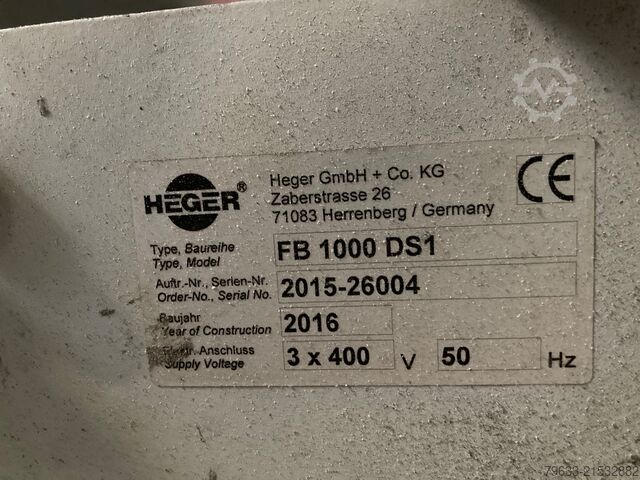 HEGER®
Heger GmbH + Co. KG
Zaberstrasse 26
71083 Herrenberg / Germany
CE
Type, Baureihe
Type, Model
FB 1000 DS1
Auftr.-Nr., Serien-Nr.
Order-No., Serial No.
2015-26004
Baujahr
Year of Construction
2016
Elektr. Anschluss
Supply Voltage
3 x 400 V 50 Hz
79633-21532882